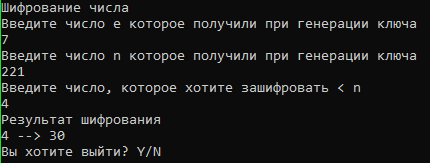 Шифрование числа
Введите число e которое получили при генерации ключа
7
Введите число n которое получили при генерации ключа
221
Введите число, которое хотите зашифровать < n
4
Результат шифрования
4 --> 30
Вы хотите выйти? Y/N